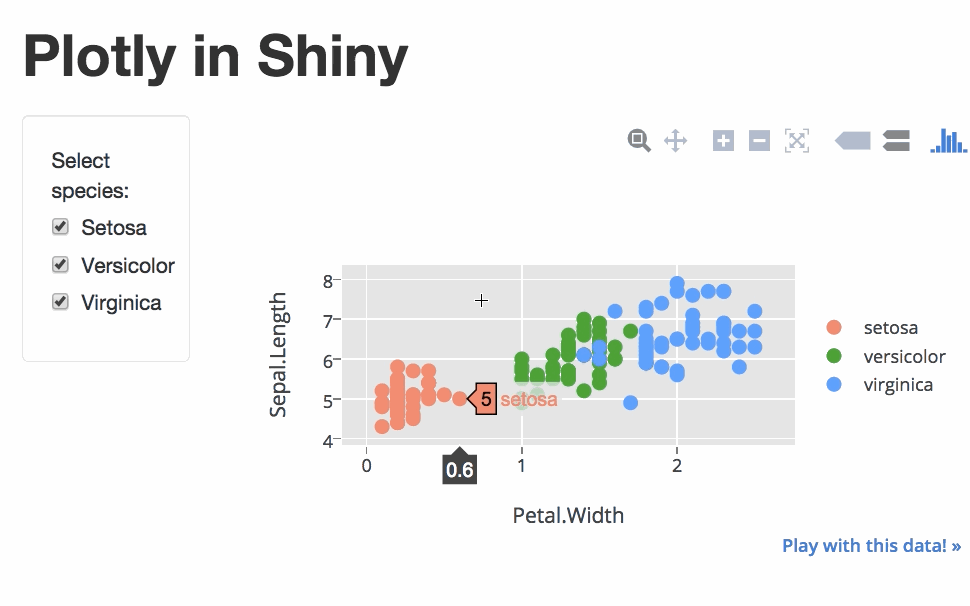 Plotly in Shiny
Select
species:
Setosa
Versicolor
Virginica
Sepal.Length
8
7
6
5
4
5 setosa
0
0.6
1
2
Petal.Width
setosa
versicolor
virginica
Play with this data! »